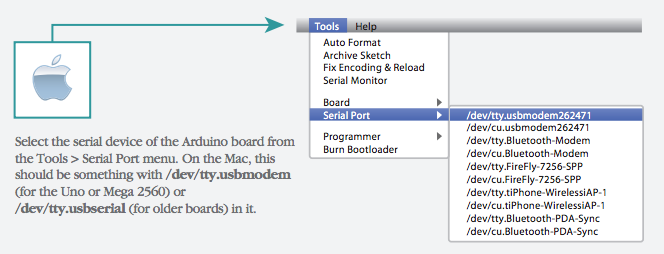 Tools Help
Auto Format
Archive Sketch
Fix Encoding & Reload
Serial Monitor
Board
Serial Port
Programmer
Burn Bootloader
/dev/tty.usbmodem262471
/dev/cu.usbmodem262471
/dev/tty.Bluetooth-Modem
/dev/cu.Bluetooth-Modem
/dev/tty.FireFly-7256-SPP
/dev/cu.FireFly-7256-SPP
/dev/tty.tiPhone-WirelessiAP-1
/dev/cu.tiPhone-WirelessiAP-1
/dev/tty.Bluetooth-PDA-Sync
/dev/cu.Bluetooth-PDA-Sync
Select the serial device of the Arduino board from
the Tools > Serial Port menu. On the Mac, this
should be something with /dev/tty.usbmodem
(for the Uno or Mega 2560) or
/dev/tty.usbserial (for older boards) in it.